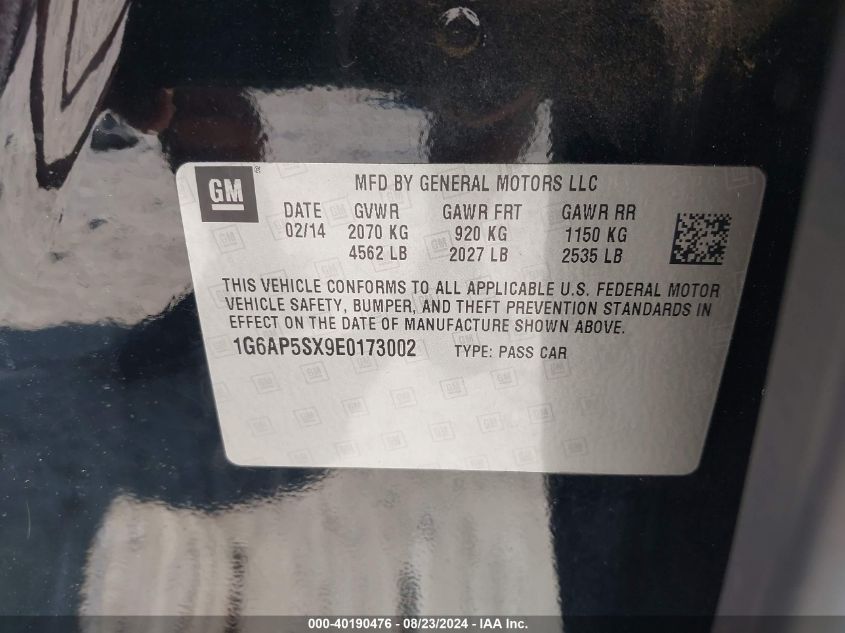 GM ® MFD BY GENERAL MOTORS LLC
DATE GVWR GAWR FRT GAWR RR
02/14 2070 KG 920 KG 1150 KG
4562 LB 2027 LB 2535 LB
THIS VEHICLE CONFORMS TO ALL APPLICABLE U.S. FEDERAL MOTOR
VEHICLE SAFETY, BUMPER, AND THEFT PREVENTION STANDARDS IN
EFFECT ON THE DATE OF MANUFACTURE SHOWN ABOVE.
1G6AP5SX9E0173002 TYPE: PASS CAR
000-40190476 - 08/23/2024 - IAA Inc.